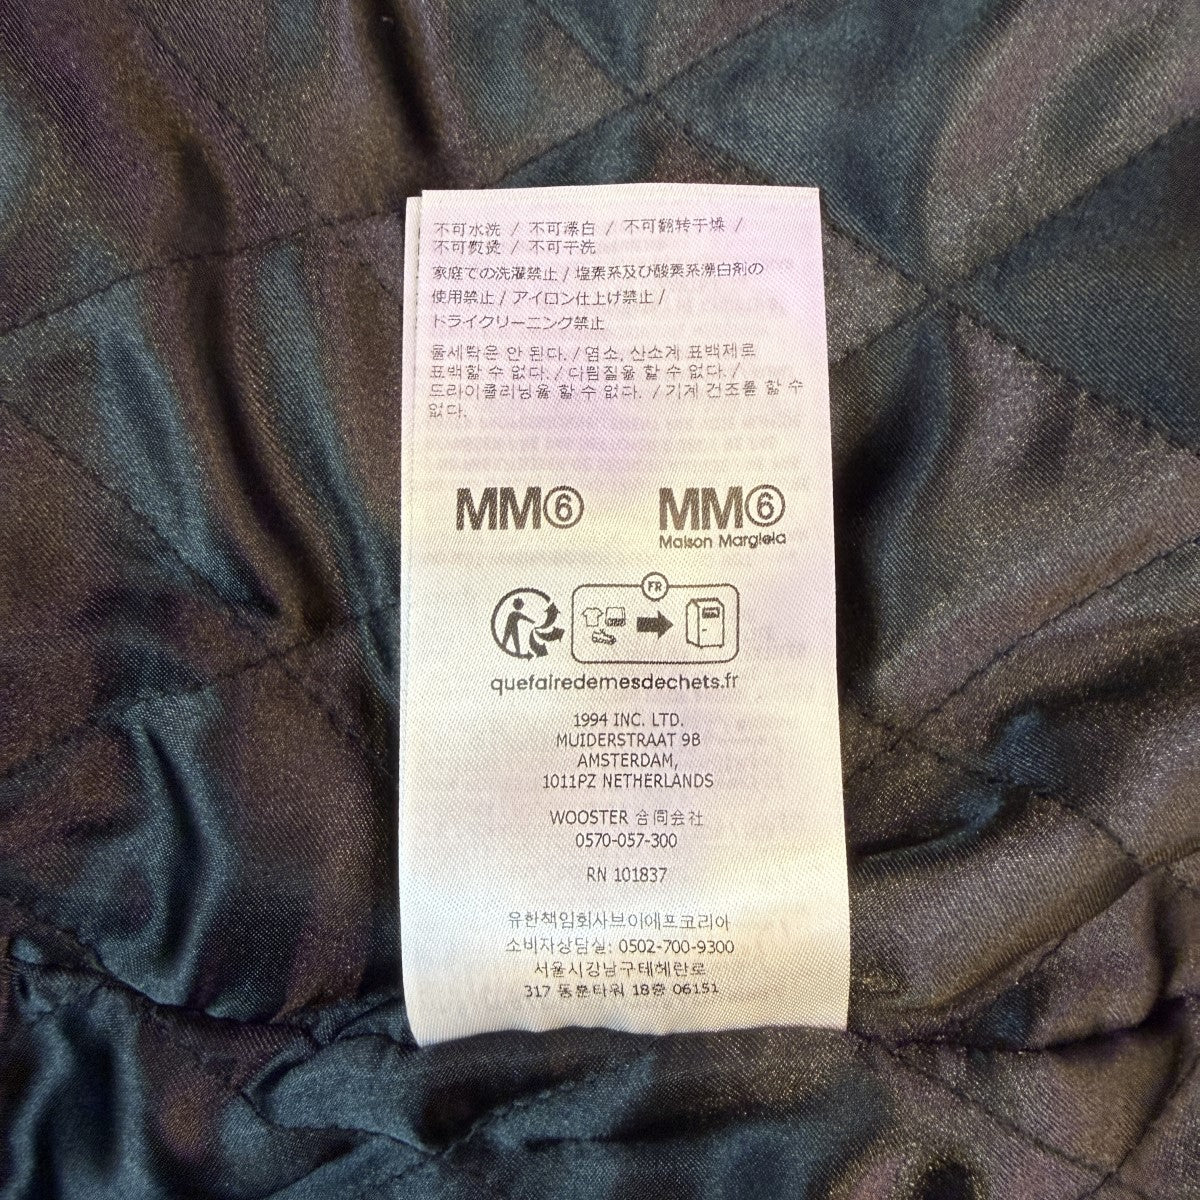 不可水洗 / 不可漂白 / 不可翻转干燥 /
不可熨烫 / 不可干洗
家庭での洗濯禁止 / 塩素系及び酸素系漂白剤の
使用禁止 / アイロン仕上げ禁止 /
ドライクリーニング禁止
물세탁은 안 된다. / 염소, 산소계 표백제로
표백할 수 없다. / 다림질을 할 수 없다. /
드라이클리닝을 할 수 없다. / 기계 건조를 할 수
없다.
MM⑥ MM⑥
Maison Margiela
FR
quefairedemesdechets.fr
1994 INC. LTD.
MUIDERSTRAAT 9B
AMSTERDAM,
1011PZ NETHERLANDS
WOOSTER 合同会社
0570-057-300
RN 101837
유한책임회사브이에프코리아
소비자상담실: 0502-700-9300
서울시강남구테헤란로
317 동훈타워 18층 06151